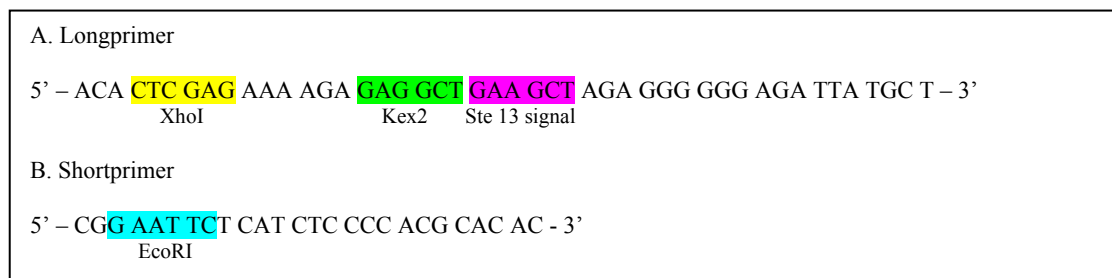 A. Longprimer
5’ – ACA CTC GAG AAA AGA GAG GCT GAA GCT AGA GGG GGG AGA TTA TGC T – 3’
XhoI Kex2 Ste 13 signal
B. Shortprimer
5’ – CGG AAT TCT CAT CTC CCC ACG CAC AC - 3’
EcoRI